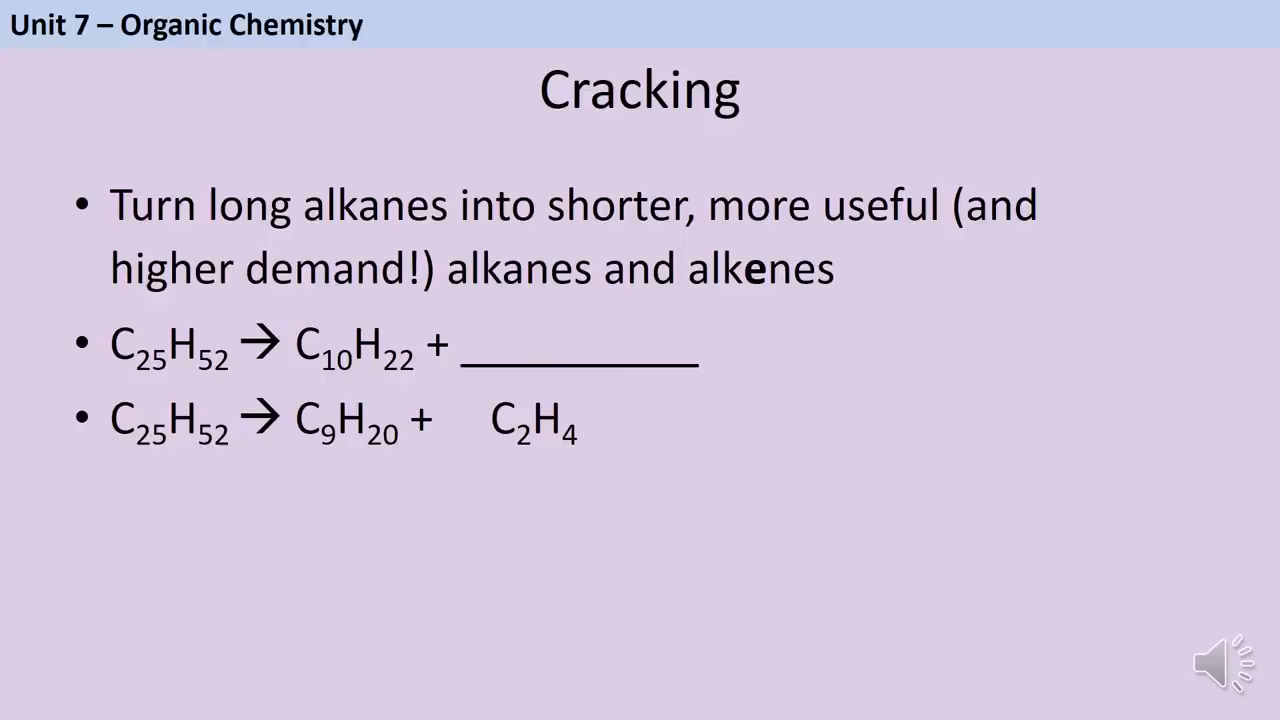 Unit 7 – Organic Chemistry
Cracking
• Turn long alkanes into shorter, more useful (and
higher demand!) alkanes and alkenes
• C₂₅H₅₂ → C₁₀H₂₂ + ___________
• C₂₅H₅₂ → C₉H₂₀ + C₂H₄